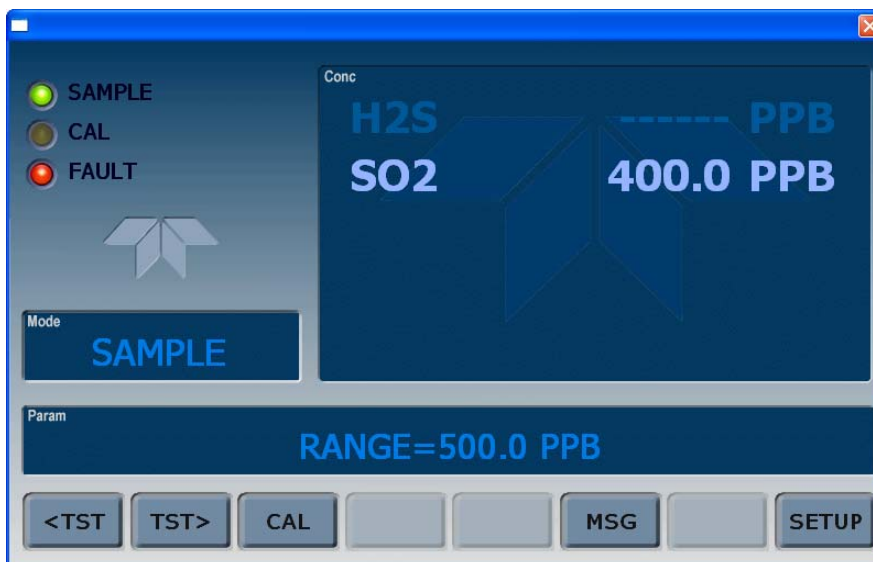 SAMPLE
CAL
FAULT
Conc
H2S ------ PPB
SO2 400.0 PPB
Mode
SAMPLE
Param
RANGE=500.0 PPB
<TST TST> CAL MSG SETUP